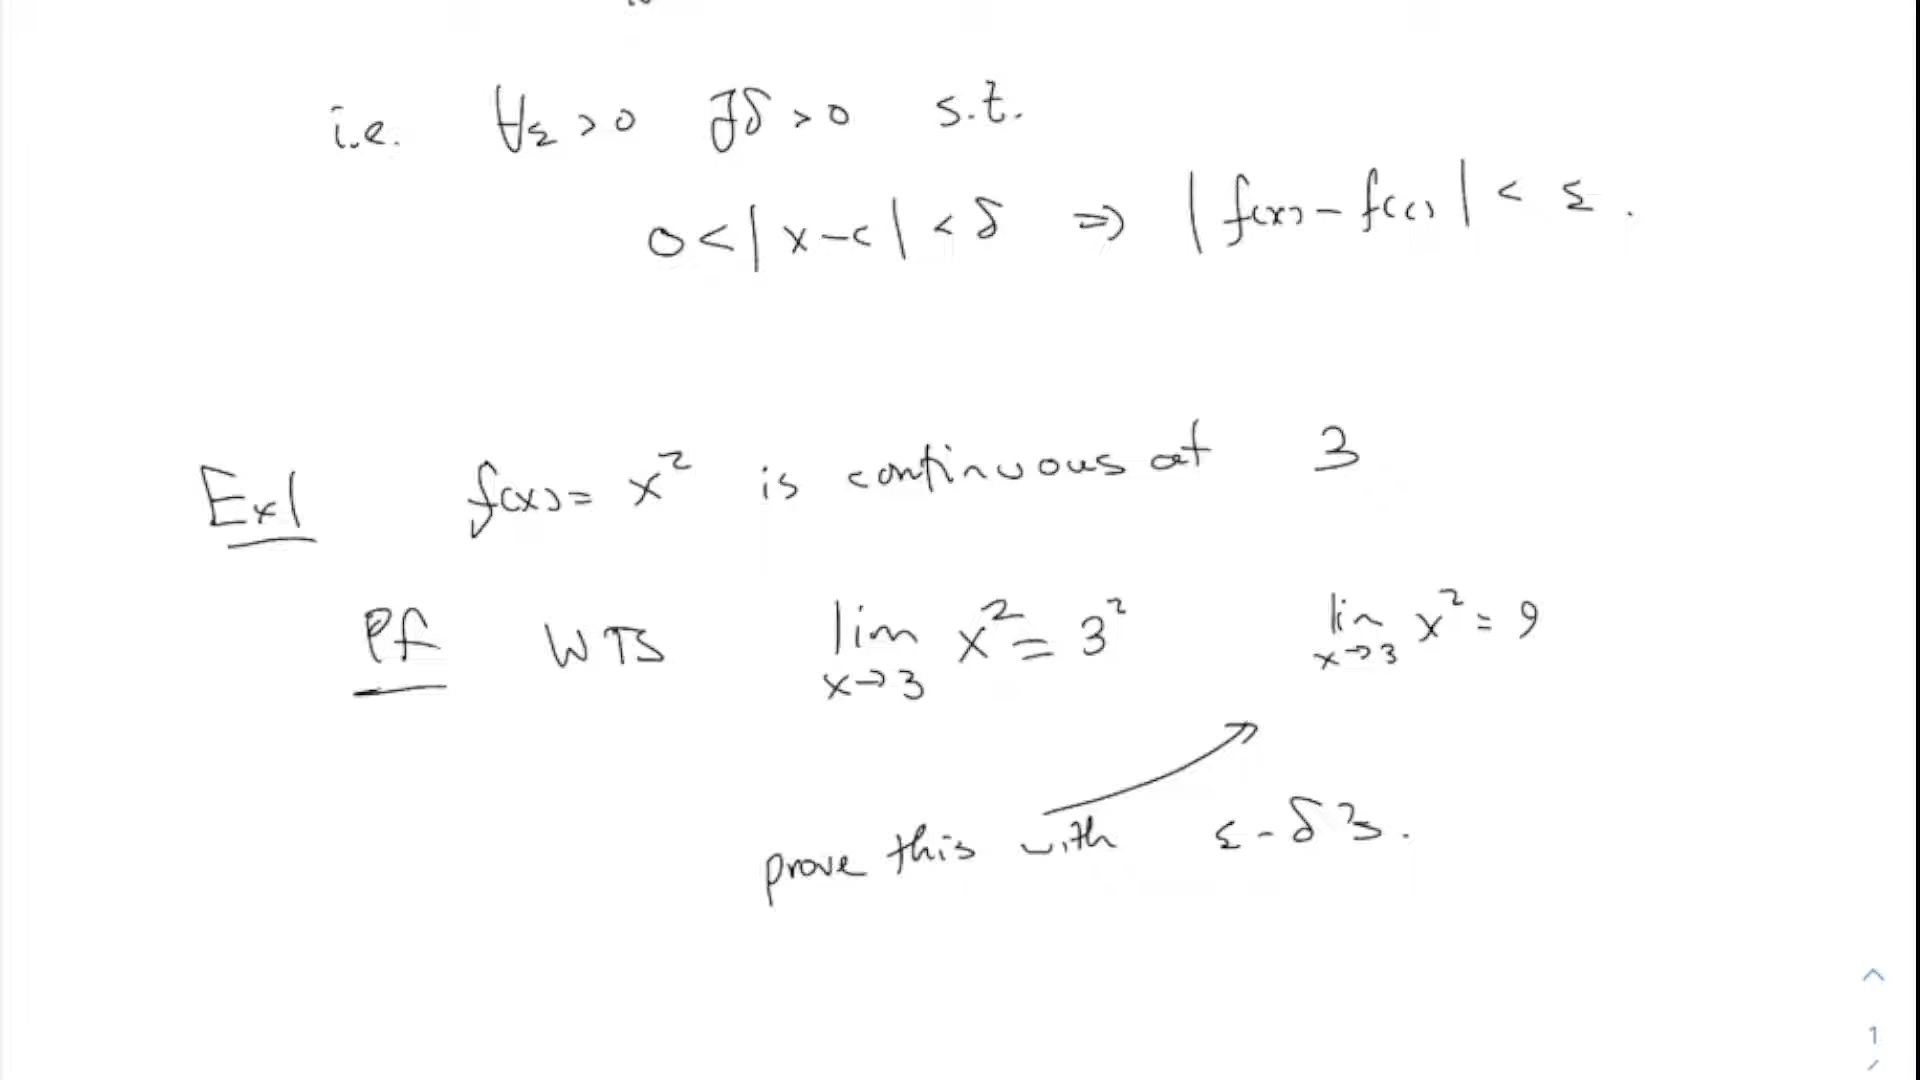 i.e. ∀ε>0 ∃δ>0 s.t.
0<|x-c|<δ ⇒ |f(x)-f(c)|<ε.
Ex1 f(x)=x² is continuous at 3
Pf WTS lim x²=3² lim x²=9
x→3 x→3
prove this with ε-δ
1